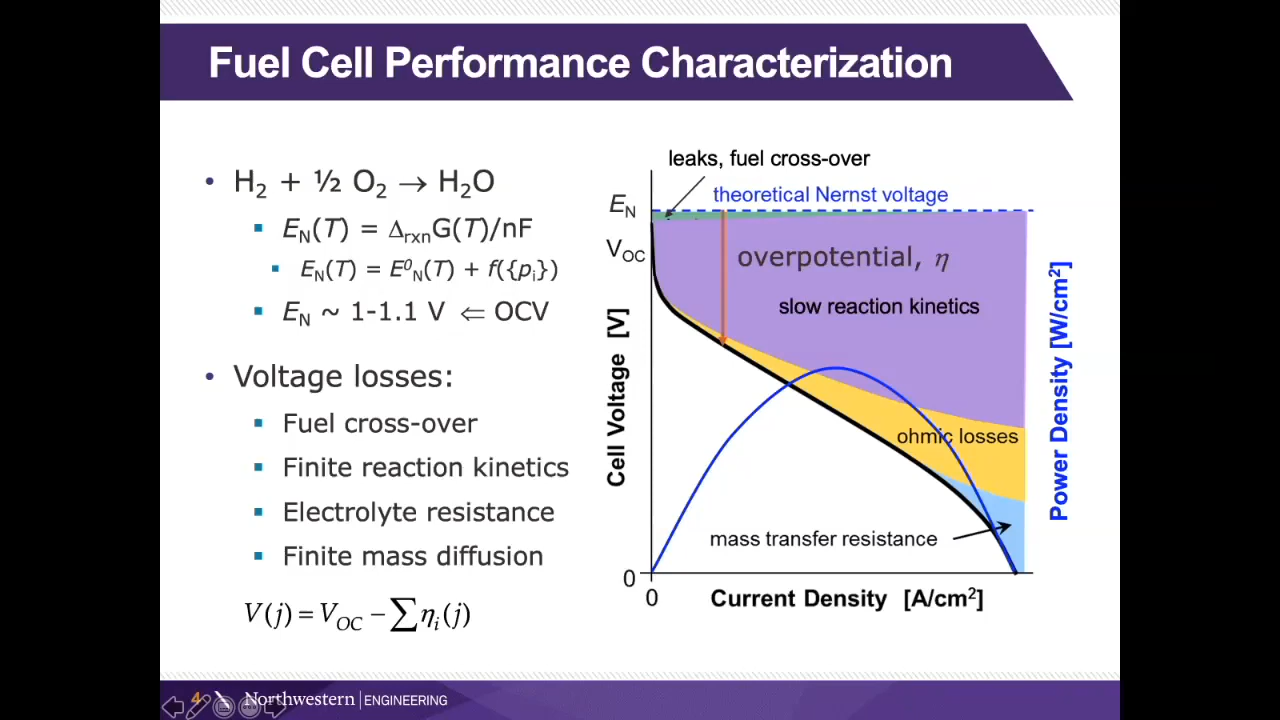 Fuel Cell Performance Characterization
• H₂ + ½ O₂ → H₂O
▪ E_N(T) = Δ_rxnG(T)/nF
▪ E_N(T) = E⁰_N(T) + f({p_i})
▪ E_N ~ 1-1.1 V ⇐ OCV
• Voltage losses:
▪ Fuel cross-over
▪ Finite reaction kinetics
▪ Electrolyte resistance
▪ Finite mass diffusion
V(j) = V_OC − ∑η_i(j)
leaks, fuel cross-over
theoretical Nernst voltage
E_N
V_OC
overpotential, η
slow reaction kinetics
ohmic losses
mass transfer resistance
Cell Voltage [V]
Power Density [W/cm²]
0
0
Current Density [A/cm²]
4
Northwestern | ENGINEERING